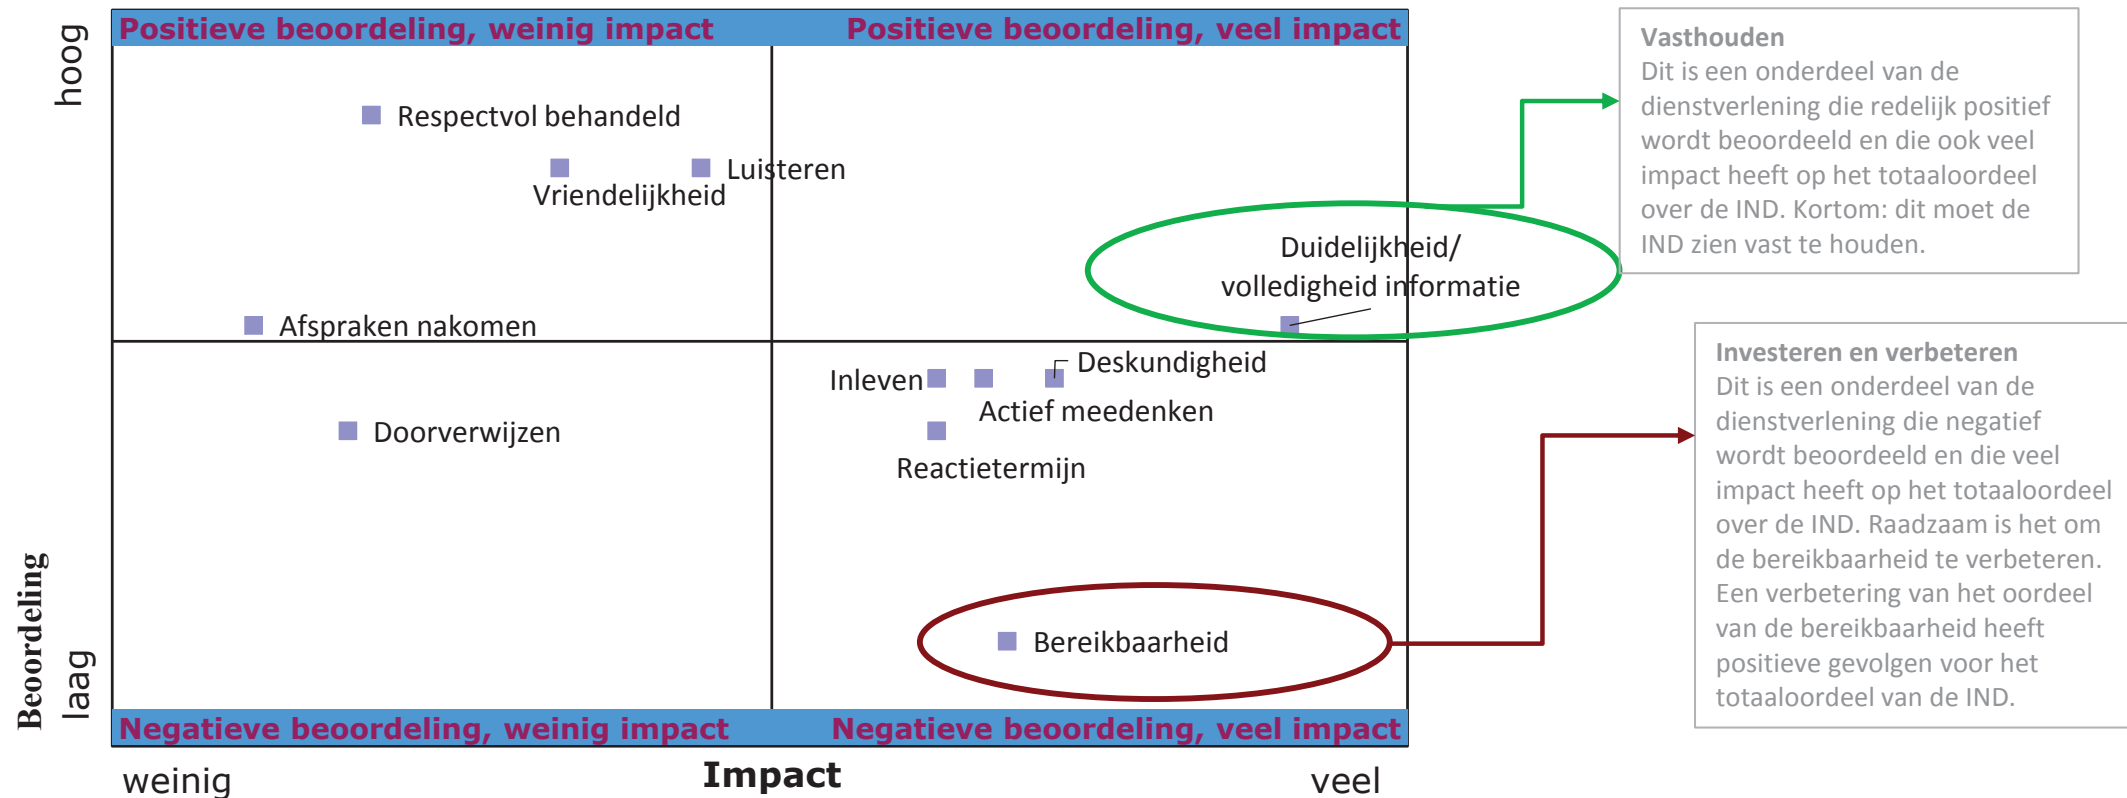 Positieve beoordeling, weinig impact
Positieve beoordeling, veel impact
hoog
Respectvol behandeld
Luisteren
Vriendelijkheid
Duidelijkheid/
volledigheid informatie
Afspraken nakomen
Inleven
Deskundigheid
Actief meedenken
Doorverwijzen
Reactietermijn
Bereikbaarheid
Beoordeling
laag
Negatieve beoordeling, weinig impact
Negatieve beoordeling, veel impact
weinig
Impact
veel
Vasthouden
Dit is een onderdeel van de
dienstverlening die redelijk positief
wordt beoordeeld en die ook veel
impact heeft op het totaaloordeel
over de IND. Kortom: dit moet de
IND zien vast te houden.
Investeren en verbeteren
Dit is een onderdeel van de
dienstverlening die negatief
wordt beoordeeld en die veel
impact heeft op het totaaloordeel
over de IND. Raadzaam is het om
de bereikbaarheid te verbeteren.
Een verbetering van het oordeel
van de bereikbaarheid heeft
positieve gevolgen voor het
totaaloordeel van de IND.